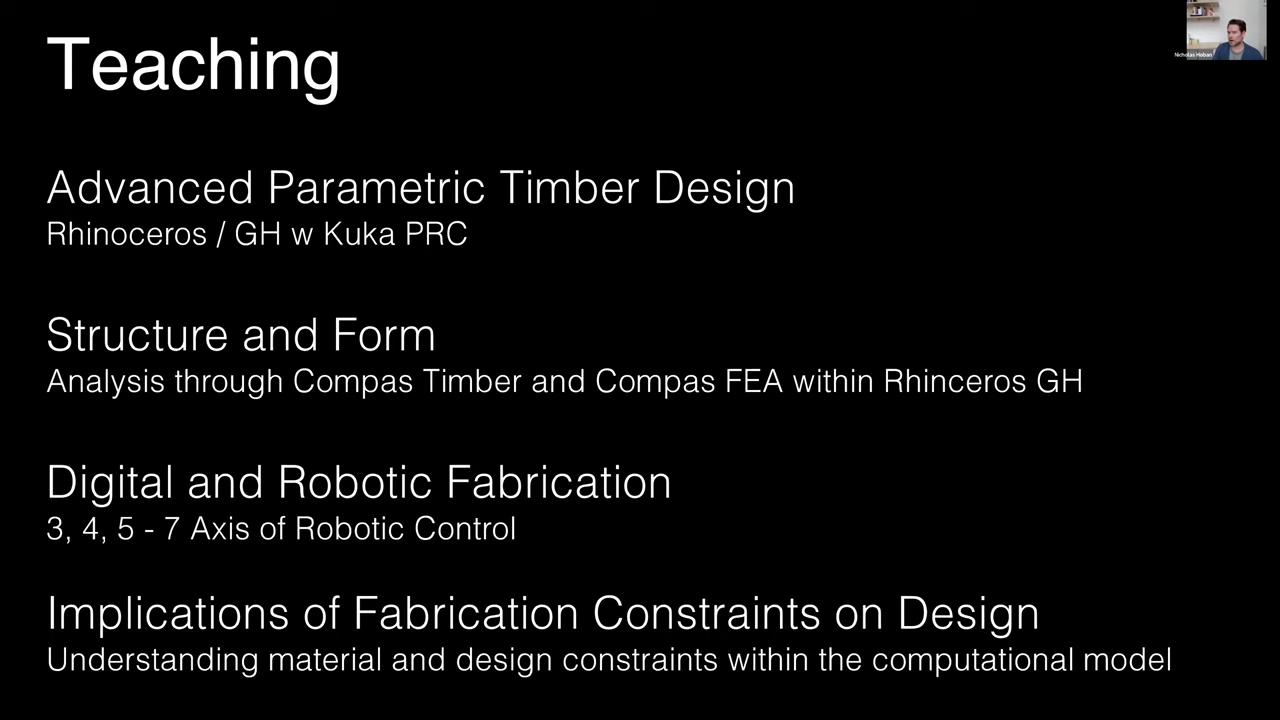 Teaching
Nicholas Hoban
Advanced Parametric Timber Design
Rhinoceros / GH w Kuka PRC
Structure and Form
Analysis through Compas Timber and Compas FEA within Rhinceros GH
Digital and Robotic Fabrication
3, 4, 5 - 7 Axis of Robotic Control
Implications of Fabrication Constraints on Design
Understanding material and design constraints within the computational model